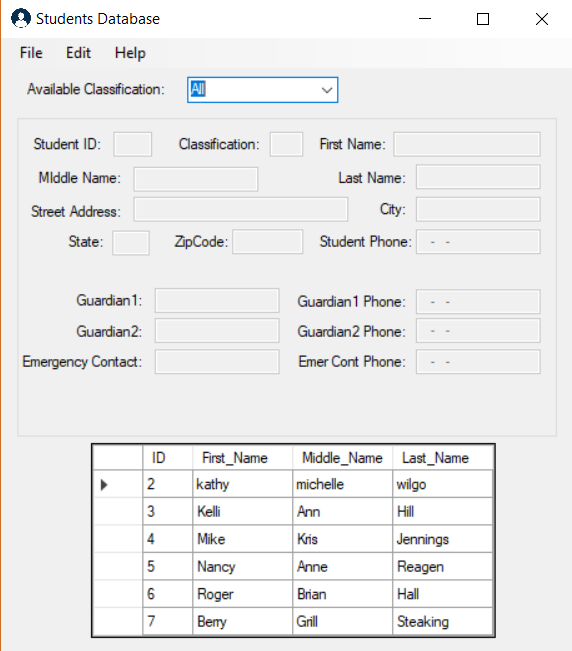 Students Database
File Edit Help
Available Classification: All
Student ID: Classification: First Name:
MIddle Name: Last Name:
Street Address: City:
State: ZipCode: Student Phone: - -
Guardian1: Guardian1 Phone: - -
Guardian2: Guardian2 Phone: - -
Emergency Contact: Emer Cont Phone: - -
ID First_Name Middle_Name Last_Name
2 kathy michelle wilgo
3 Kelli Ann Hill
4 Mike Kris Jennings
5 Nancy Anne Reagen
6 Roger Brian Hall
7 Berry Grill Steaking